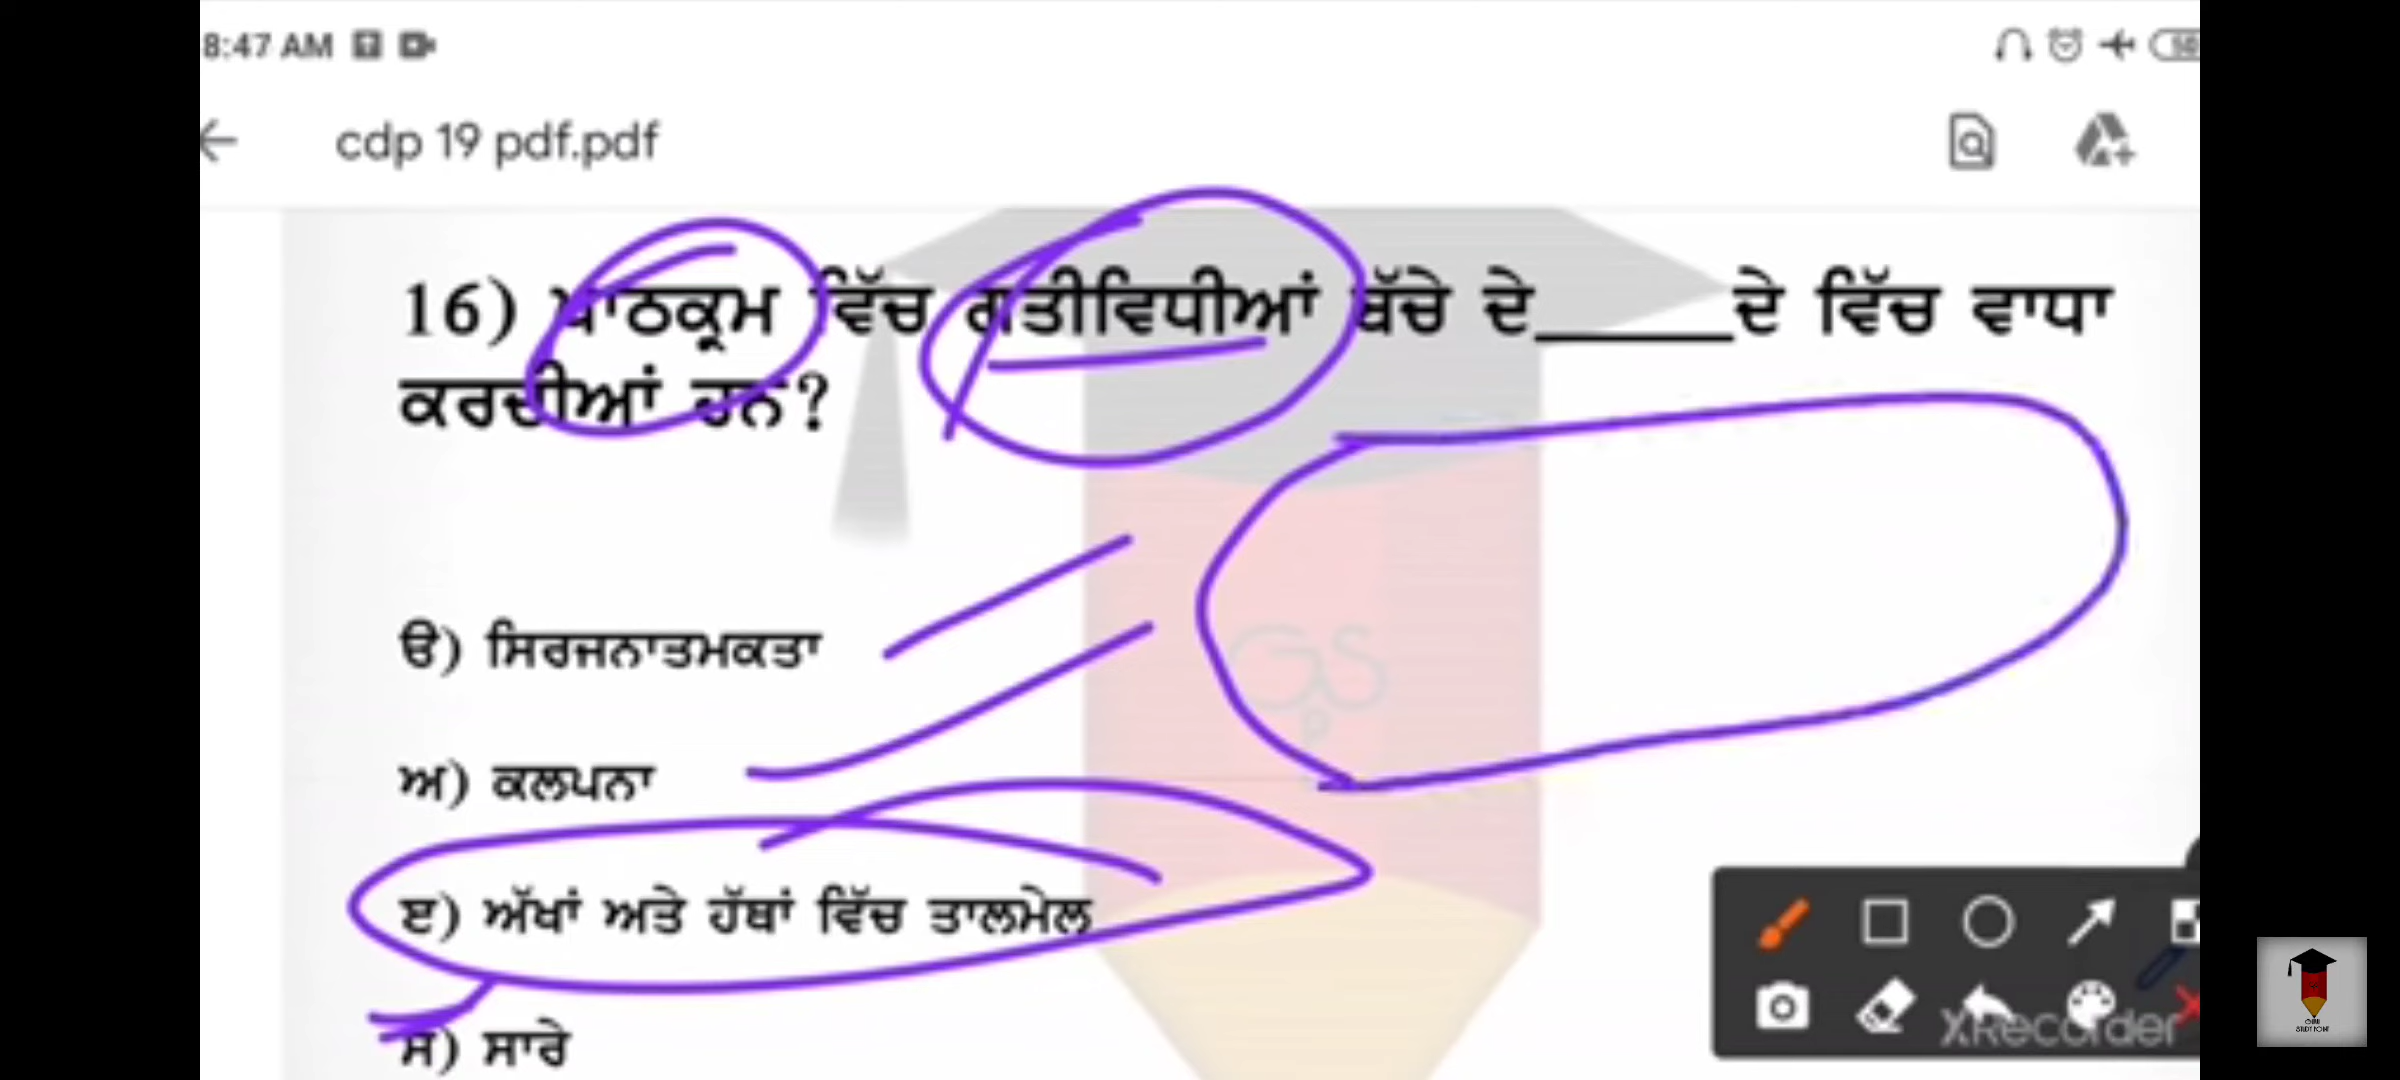 8:47 AM
cdp 19 pdf.pdf
16) ਪਾਠਕ੍ਰਮ ਵਿੱਚ ਗਤੀਵਿਧੀਆਂ ਬੱਚੇ ਦੇ_____ਦੇ ਵਿੱਚ ਵਾਧਾ
ਕਰਦੀਆਂ ਹਨ?
ੳ) ਸਿਰਜਨਾਤਮਕਤਾ
ਅ) ਕਲਪਨਾ
ੲ) ਅੱਖਾਂ ਅਤੇ ਹੱਥਾਂ ਵਿੱਚ ਤਾਲਮੇਲ
ਸ) ਸਾਰੇ
XRecorder